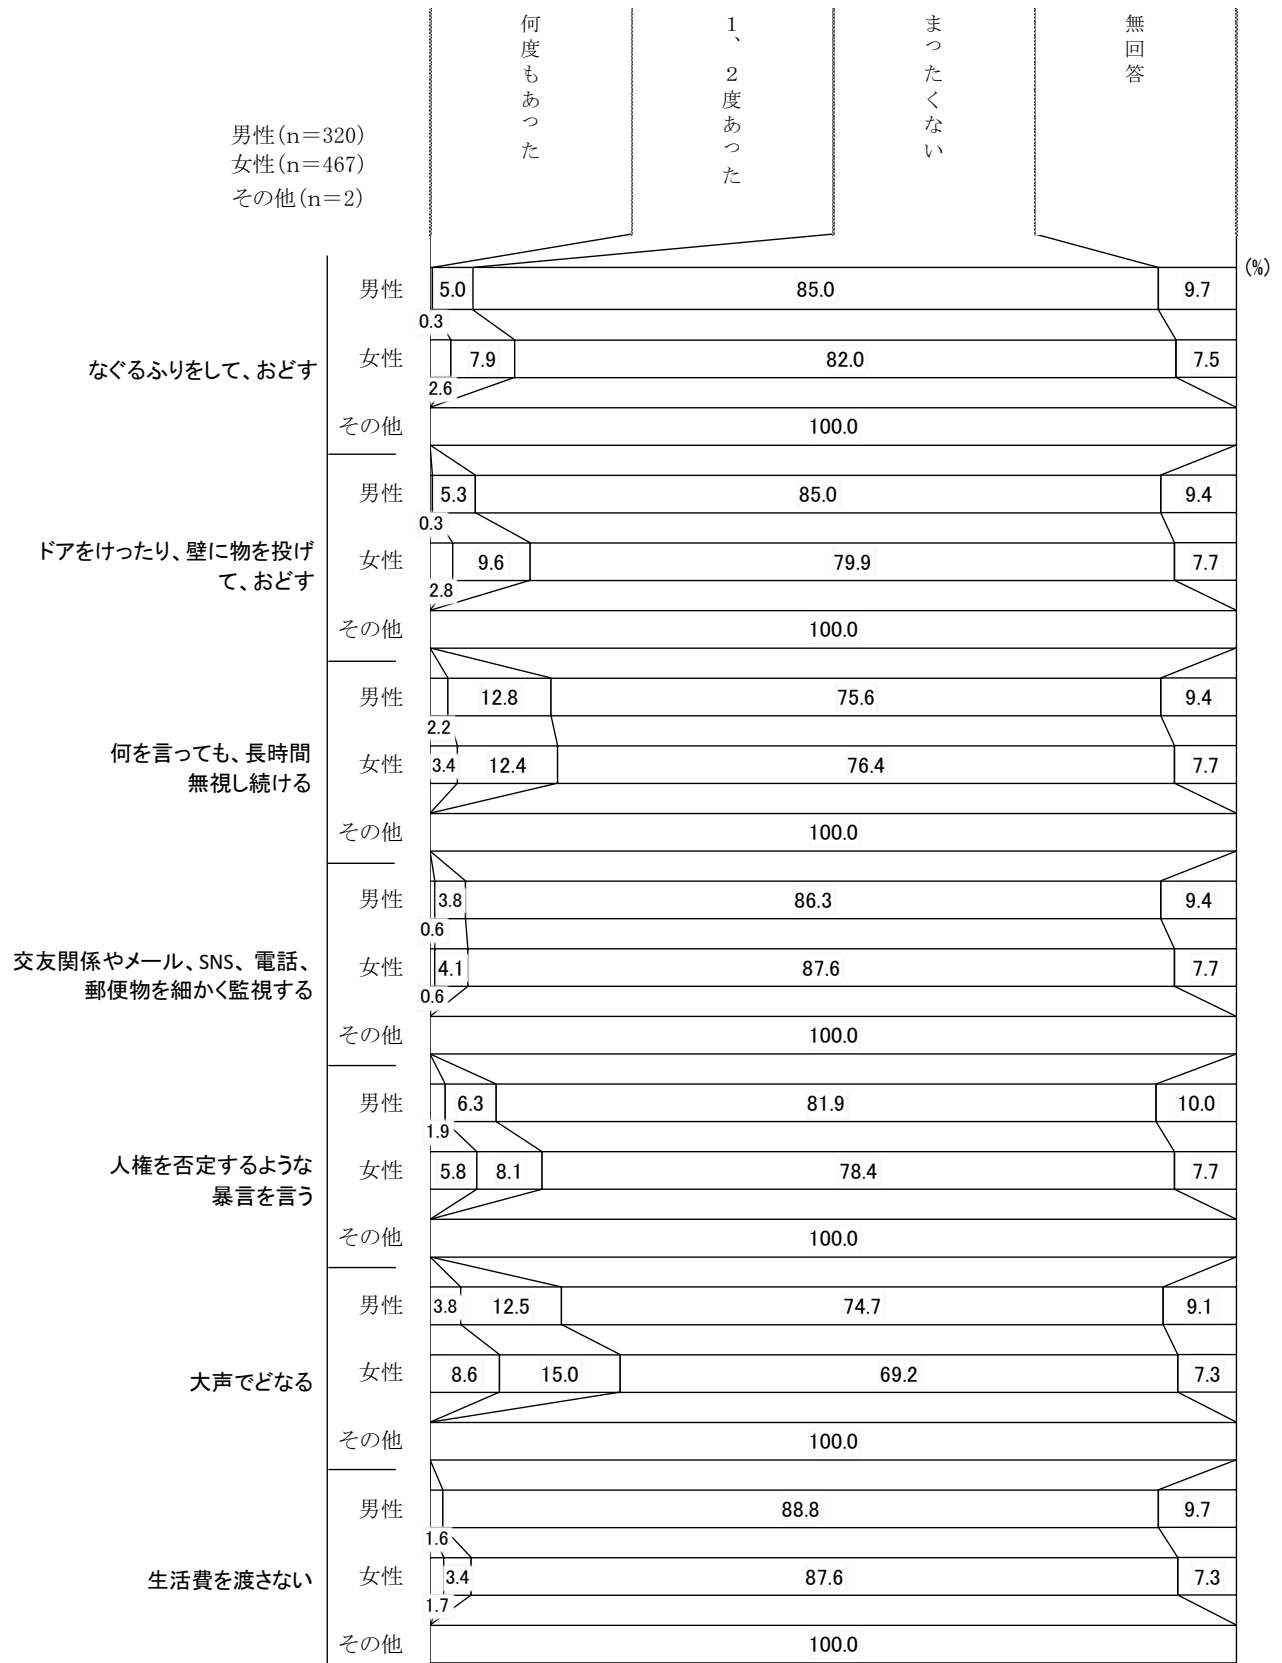 何度もあった
1、2度あった
まったくない
無回答
男性(n＝320)
女性(n＝467)
その他(n＝2)
(%)
なぐるふりをして、おどす
男性
5.0
85.0
9.7
0.3
女性
7.9
82.0
7.5
2.6
その他
100.0
ドアをけったり、壁に物を投げ
て、おどす
男性
5.3
85.0
9.4
0.3
女性
9.6
79.9
7.7
2.8
その他
100.0
何を言っても、長時間
無視し続ける
男性
12.8
75.6
9.4
2.2
女性
3.4
12.4
76.4
7.7
その他
100.0
交友関係やメール、SNS、電話、
郵便物を細かく監視する
男性
3.8
86.3
9.4
0.6
女性
4.1
87.6
7.7
0.6
その他
100.0
人権を否定するような
暴言を言う
男性
6.3
81.9
10.0
1.9
女性
5.8
8.1
78.4
7.7
その他
100.0
大声でどなる
男性
3.8
12.5
74.7
9.1
女性
8.6
15.0
69.2
7.3
その他
100.0
生活費を渡さない
男性
88.8
9.7
1.6
女性
3.4
87.6
7.3
1.7
その他
100.0